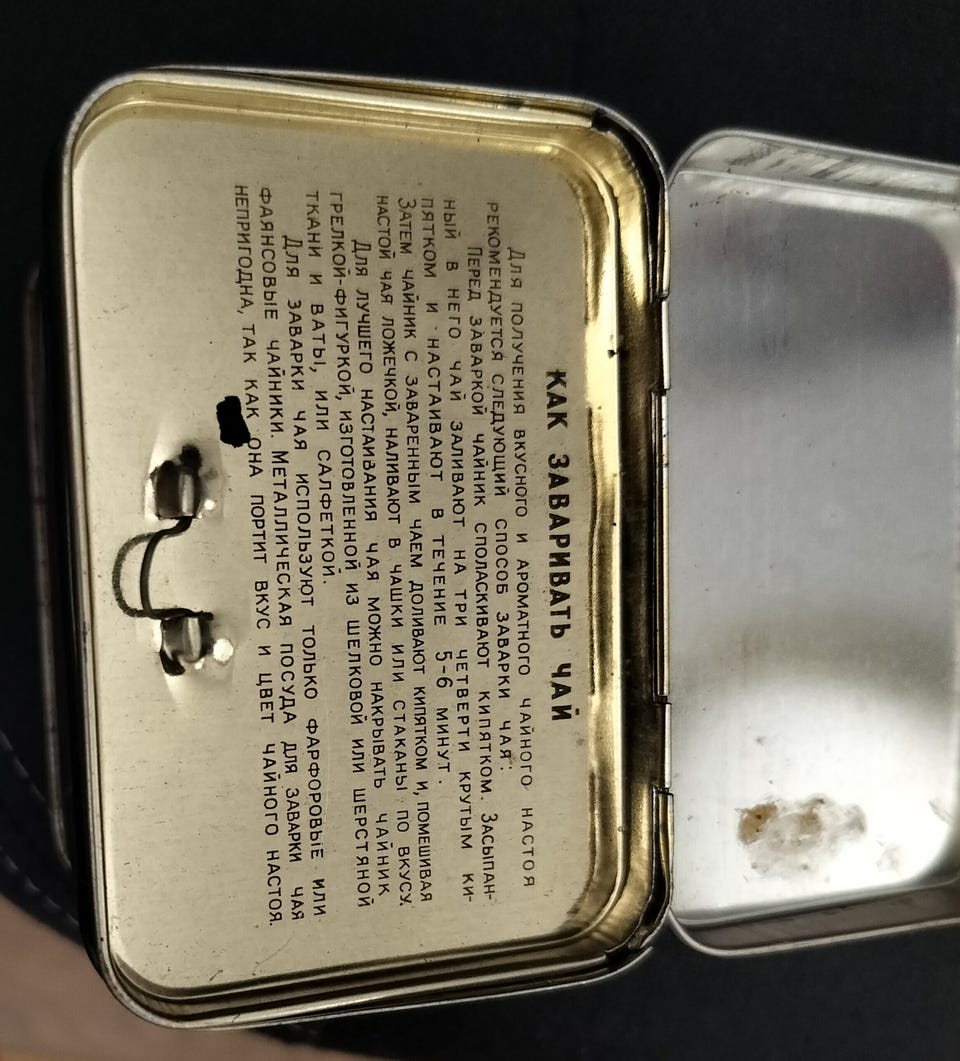 КАК ЗАВАРИВАТЬ ЧАЙ
Для получения вкусного и ароматного чайного настоя
рекомендуется следующий способ заварки чая:
Перед заваркой чайник споласкивают кипятком. Засыпан-
ный в него чай заливают на три четверти крутым ки-
пятком и настаивают в течение 5-6 минут.
Затем чайник с заваренным чаем доливают кипятком и, помешивая
настой чая ложечкой, наливают в чашки или стаканы по вкусу.
Для лучшего настаивания чая можно накрывать чайник
грелкой-фигуркой, изготовленной из шелковой или шерстяной
ткани и ваты, или салфеткой.
Для заварки чая используют только фарфоровые или
фаянсовые чайники. Металлическая посуда для заварки чая
непригодна, так как она портит вкус и цвет чайного настоя.